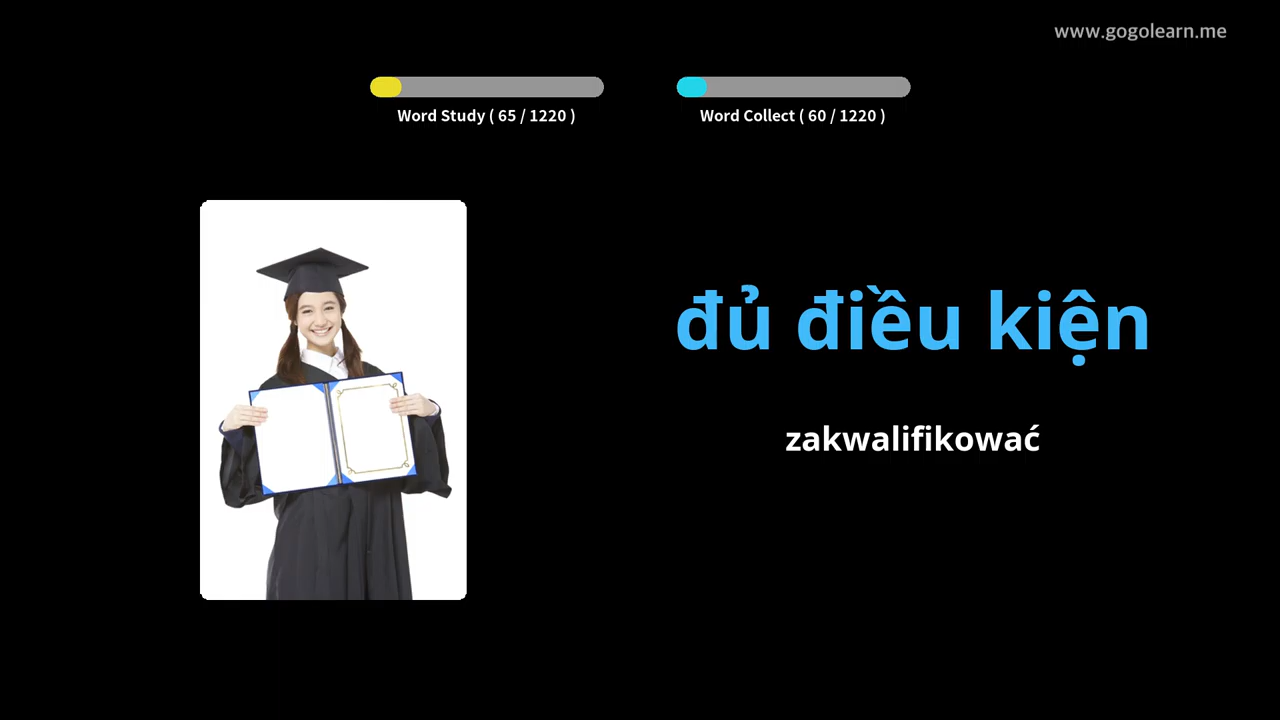 www.gogolearn.me
Word Study ( 65 / 1220 )
Word Collect ( 60 / 1220 )
đủ điều kiện
zakwalifikować